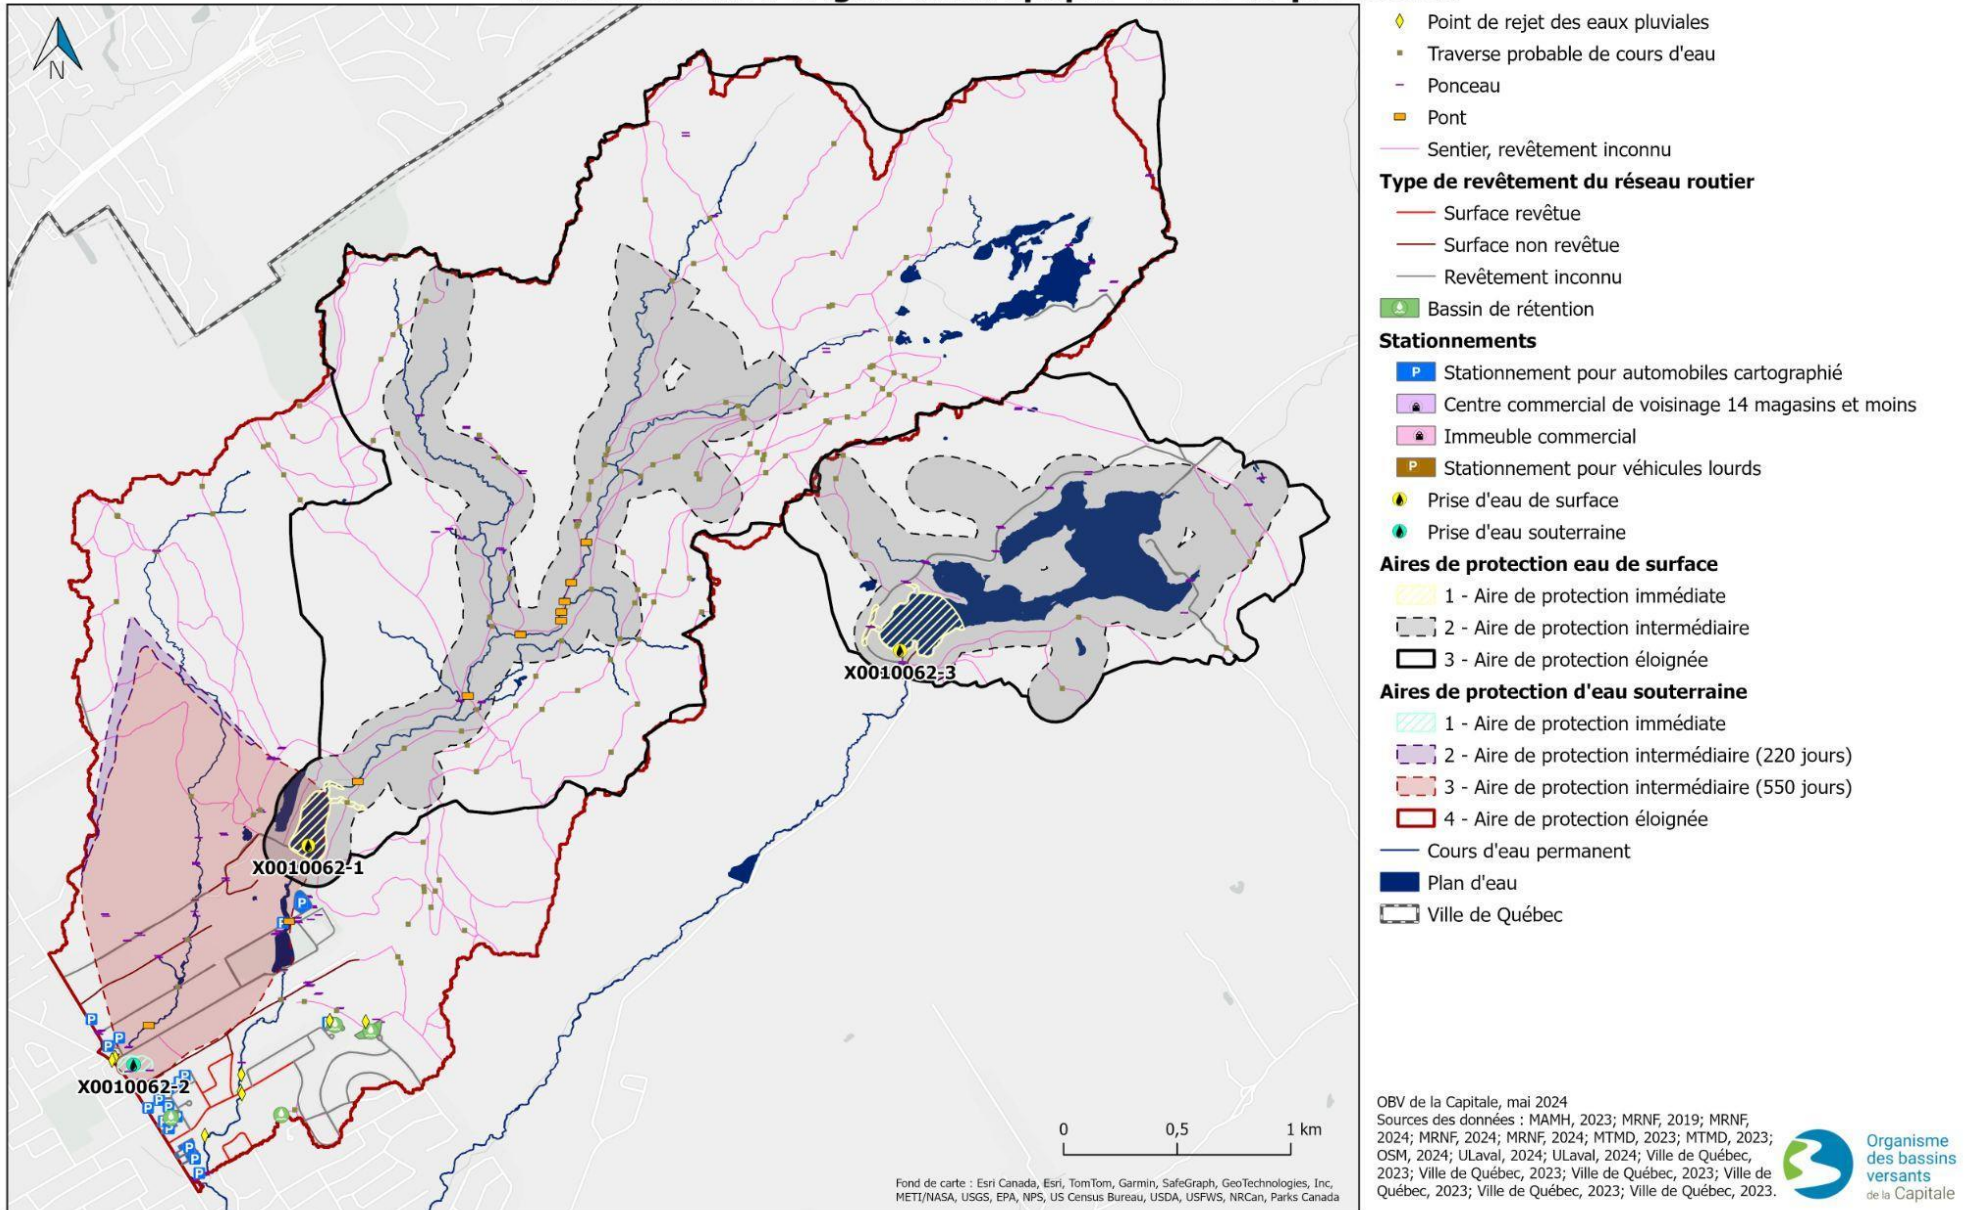 Point de rejet des eaux pluviales
Traverse probable de cours d'eau
Ponceau
Pont
Sentier, revêtement inconnu
Type de revêtement du réseau routier
Surface revêtue
Surface non revêtue
Revêtement inconnu
Bassin de rétention
Stationnements
P Stationnement pour automobiles cartographié
Centre commercial de voisinage 14 magasins et moins
Immeuble commercial
P Stationnement pour véhicules lourds
Prise d'eau de surface
Prise d'eau souterraine
Aires de protection eau de surface
1 - Aire de protection immédiate
2 - Aire de protection intermédiaire
3 - Aire de protection éloignée
Aires de protection d'eau souterraine
1 - Aire de protection immédiate
2 - Aire de protection intermédiaire (220 jours)
3 - Aire de protection intermédiaire (550 jours)
4 - Aire de protection éloignée
Cours d'eau permanent
Plan d'eau
Ville de Québec
N
X0010062-3
X0010062-1
X0010062-2
0 0,5 1 km
Fond de carte : Esri Canada, Esri, TomTom, Garmin, SafeGraph, GeoTechnologies, Inc,
METI/NASA, USGS, EPA, NPS, US Census Bureau, USDA, USFWS, NRCan, Parks Canada
OBV de la Capitale, mai 2024
Sources des données : MAMH, 2023; MRNF, 2019; MRNF,
2024; MRNF, 2024; MRNF, 2024; MTMD, 2023; MTMD, 2023;
OSM, 2024; ULaval, 2024; ULaval, 2024; Ville de Québec,
2023; Ville de Québec, 2023; Ville de Québec, 2023; Ville de
Québec, 2023; Ville de Québec, 2023; Ville de Québec, 2023.
Organisme
des bassins
versants
de la Capitale